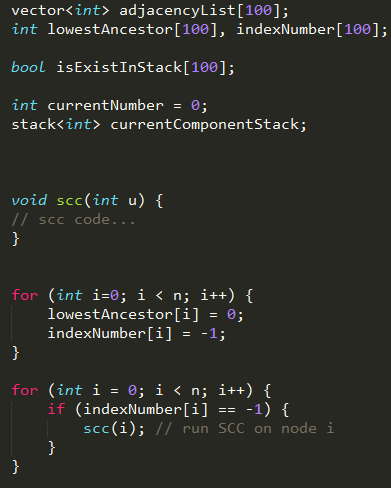 vector<int> adjacencyList[100];
int lowestAncestor[100], indexNumber[100];
bool isExistInStack[100];
int currentNumber = 0;
stack<int> currentComponentStack;
void scc(int u) {
// scc code...
}
for (int i=0; i < n; i++) {
    lowestAncestor[i] = 0;
    indexNumber[i] = -1;
}
for (int i = 0; i < n; i++) {
    if (indexNumber[i] == -1) {
        scc(i); // run SCC on node i
    }
}